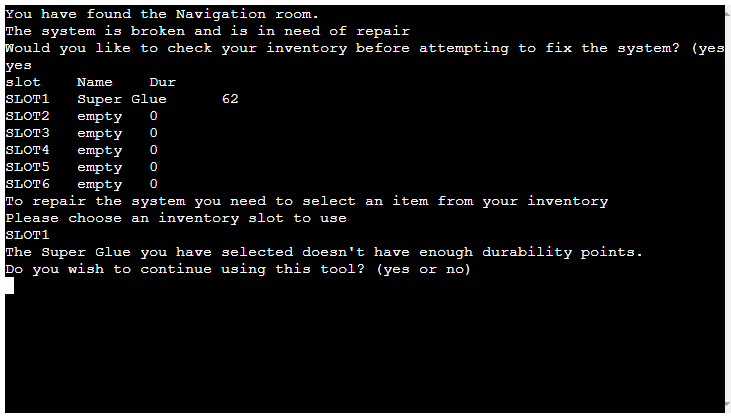 You have found the Navigation room.
The system is broken and is in need of repair
Would you like to check your inventory before attempting to fix the system? (yes
yes
slot    Name    Dur
SLOT1   Super Glue      62
SLOT2   empty   0
SLOT3   empty   0
SLOT4   empty   0
SLOT5   empty   0
SLOT6   empty   0
To repair the system you need to select an item from your inventory
Please choose an inventory slot to use
SLOT1
The Super Glue you have selected doesn't have enough durability points.
Do you wish to continue using this tool? (yes or no)